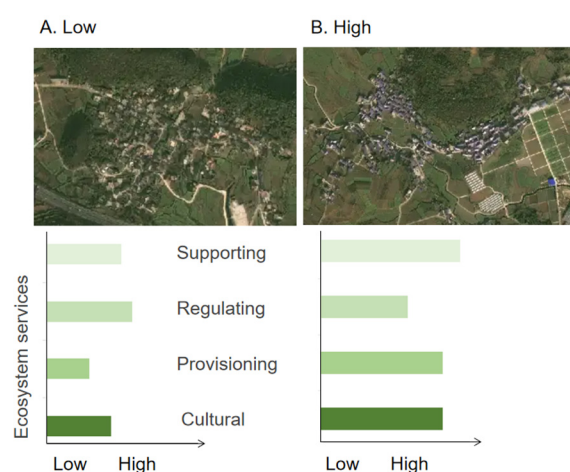 A. Low
B. High
Ecosystem services
Supporting
Regulating
Provisioning
Cultural
Low High
Low High